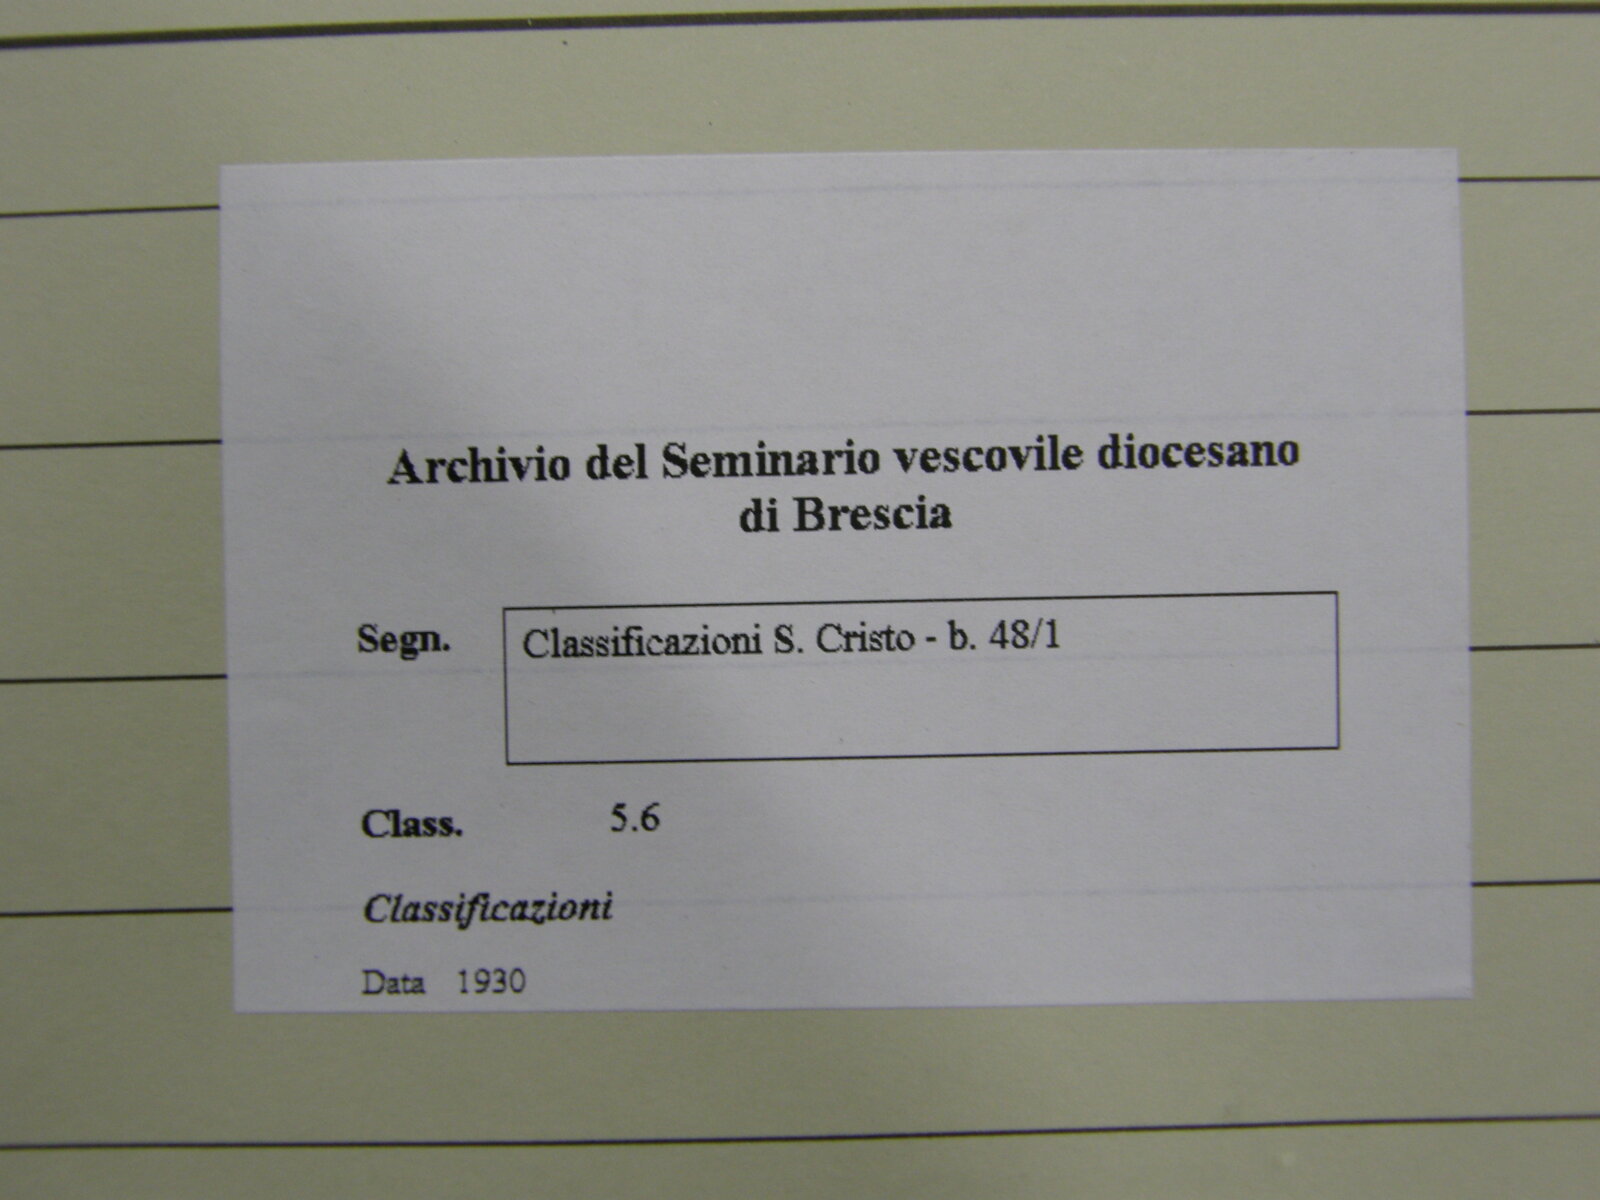 Archivio del Seminario vescovile diocesano
di Brescia
Segn. Classificazioni S. Cristo - b. 48/1
Class. 5.6
Classificazioni
Data 1930